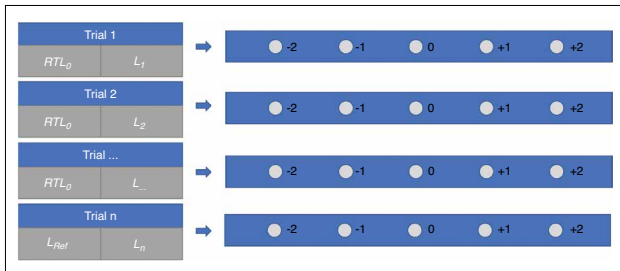 Trial 1
RTL0 L1
-2 -1 0 +1 +2
Trial 2
RTL0 L2
-2 -1 0 +1 +2
Trial ...
RTL0 L...
-2 -1 0 +1 +2
Trial n
LRef Ln
-2 -1 0 +1 +2